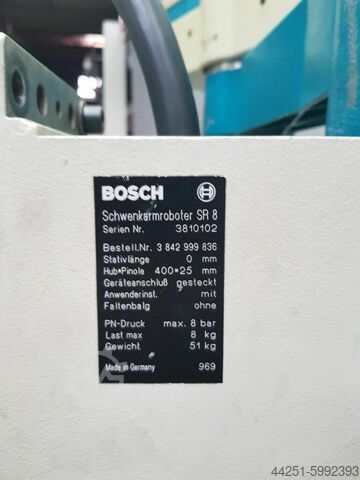 BOSCH
Schwenkarmroboter SR 8
Serien Nr. 3810102
Bestell.Nr. 3 842 999 836
Stativlänge 0 mm
Hub*Pinole 400*25 mm
Geräteanschluß gesteckt
Anwenderinst. mit
Faltenbalg ohne
PN-Druck max. 8 bar
Last max 8 kg
Gewicht 51 kg
Made in Germany 969
44251-5992393